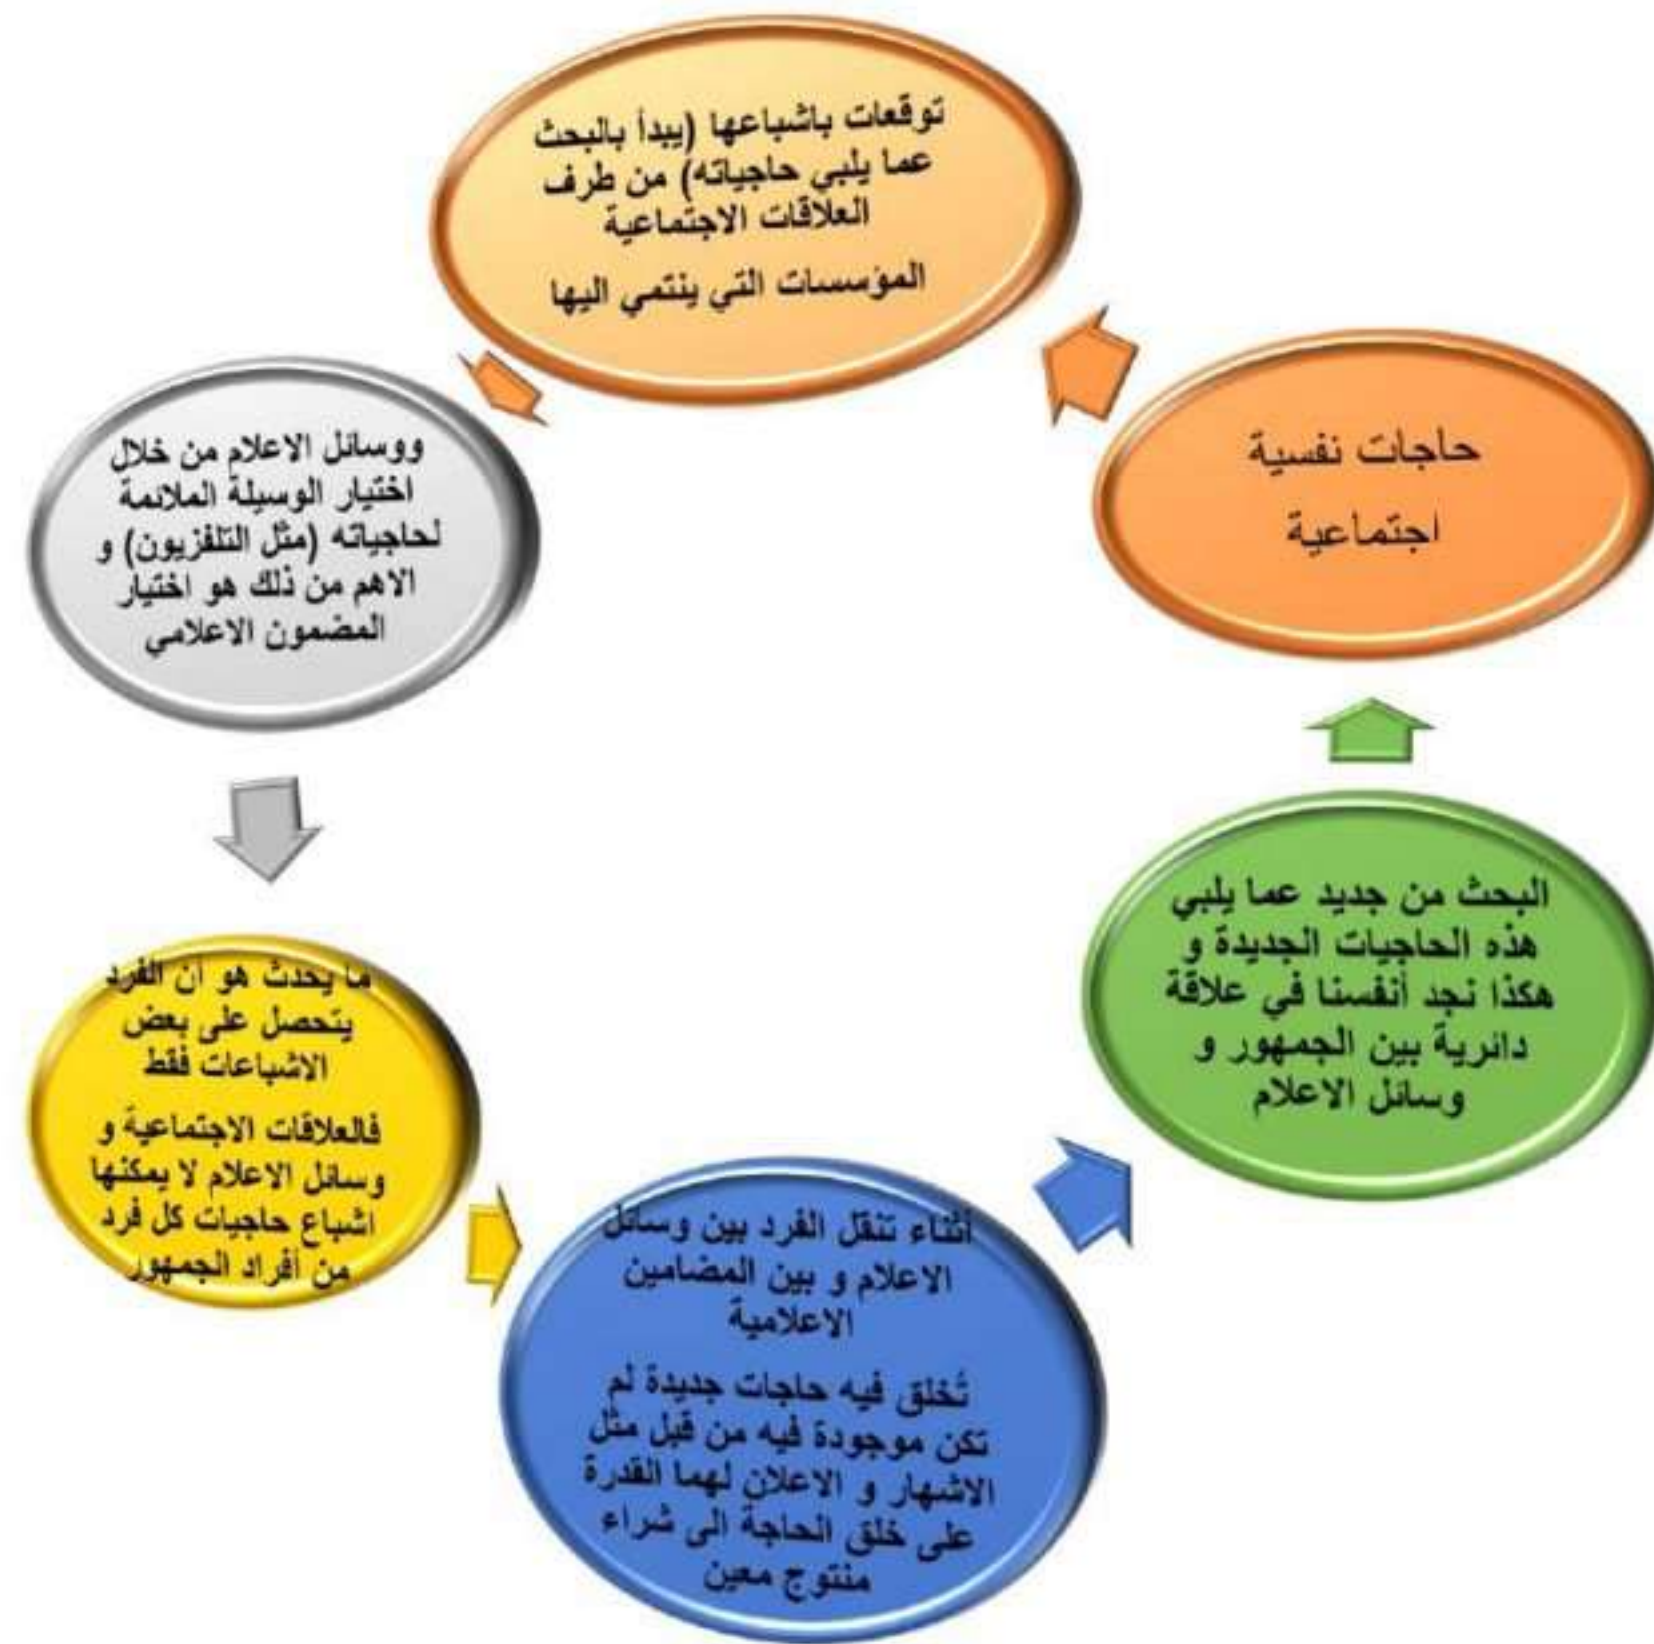 حاجات نفسية
اجتماعية
توقعات باشباعها (يبدأ بالبحث
عما يلبي حاجياته) من طرف
العلاقات الاجتماعية
المؤسسات التي ينتمي اليها
ووسائل الاعلام من خلال
اختيار الوسيلة الملائمة
لحاجياته (مثل التلفزيون) و
الاهم من ذلك هو اختيار
المضمون الاعلامي
ما يحدث هو أن الفرد
يتحصل على بعض
الاشباعات فقط
فالعلاقات الاجتماعية و
وسائل الاعلام لا يمكنها
اشباع حاجيات كل فرد
من أفراد الجمهور
أثناء تنقل الفرد بين وسائل
الاعلام و بين المضامين
الاعلامية
تُخلق فيه حاجات جديدة لم
تكن موجودة فيه من قبل مثل
الاشهار و الاعلان لهما القدرة
على خلق الحاجة الى شراء
منتوج معين
البحث من جديد عما يلبي
هذه الحاجيات الجديدة و
هكذا نجد أنفسنا في علاقة
دائرية بين الجمهور و
وسائل الاعلام